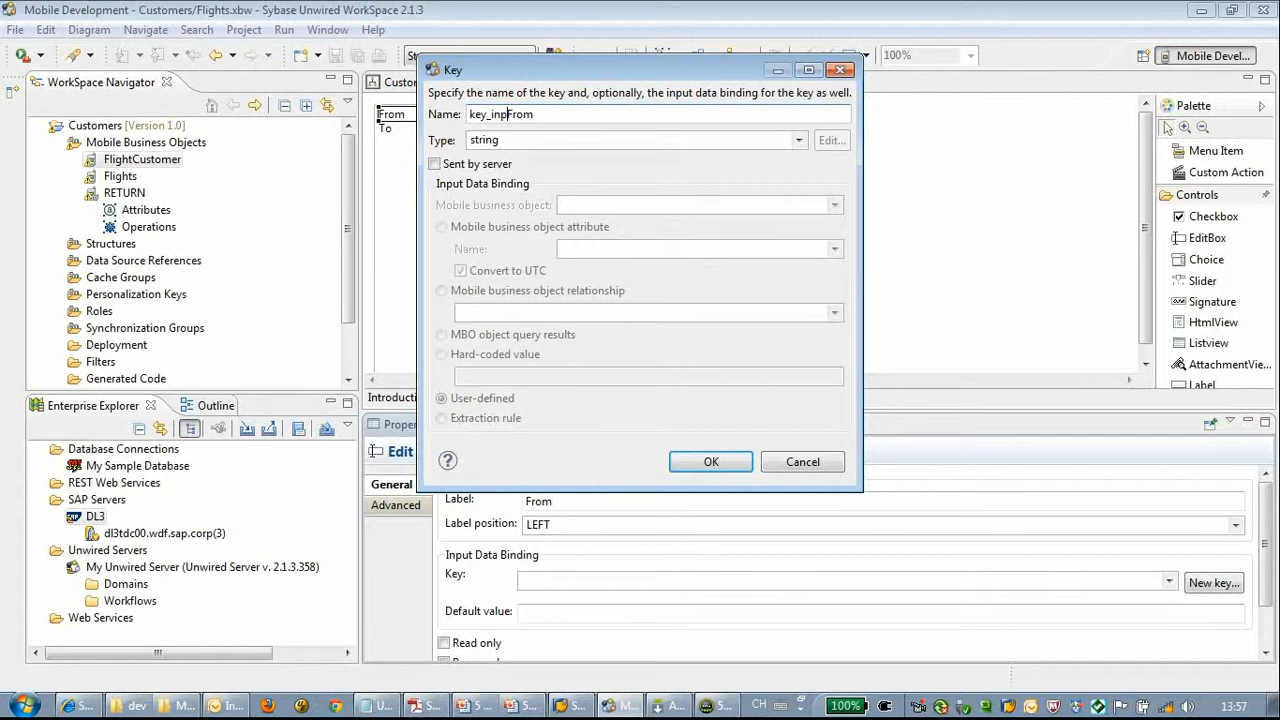 Mobile Development - Customers/Flights.xbw - Sybase Unwired WorkSpace 2.1.3
File Edit Diagram Navigate Search Project Run Window Help
100%
Mobile Devel...
WorkSpace Navigator
Customers [Version 1.0]
Mobile Business Objects
FlightCustomer
Flights
RETURN
Attributes
Operations
Structures
Data Source References
Cache Groups
Personalization Keys
Roles
Synchronization Groups
Deployment
Filters
Generated Code
Enterprise Explorer
Outline
Database Connections
My Sample Database
REST Web Services
SAP Servers
DL3
dl3tdc00.wdf.sap.corp(3)
Unwired Servers
My Unwired Server (Unwired Server v. 2.1.3.358)
Domains
Workflows
Web Services
Custo
From
To
Introducti
Key
Specify the name of the key and, optionally, the input data binding for the key as well.
Name: key_inpFrom
Type: string
Edit...
Sent by server
Input Data Binding
Mobile business object:
Mobile business object attribute
Name:
Convert to UTC
Mobile business object relationship
MBO object query results
Hard-coded value
User-defined
Extraction rule
OK
Cancel
Palette
Menu Item
Custom Action
Controls
Checkbox
EditBox
Choice
Slider
Signature
HtmlView
Listview
AttachmentVie...
Label
Proper
Edit
General
Advanced
Label: From
Label position: LEFT
Input Data Binding
Key:
New key...
Default value:
Read only
S...
dev
M...
In...
U...
S...
5 ...
5 ...
S...
M...
A...
5...
CH
100%
13:57